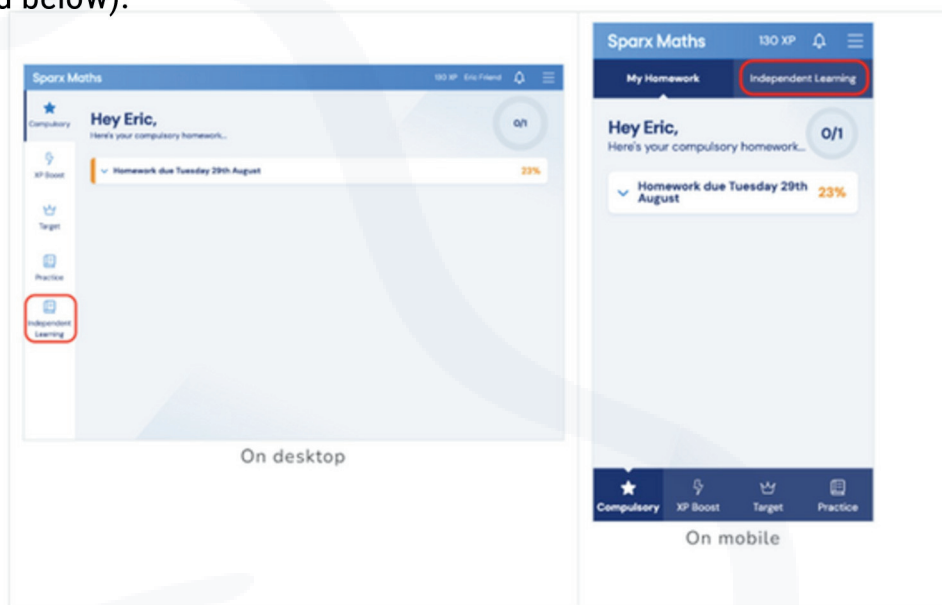 d below).
Sparx Maths
130 XP Eric Friend
Compulsory
XP Boost
Target
Practice
Independent
Learning
Hey Eric,
Here's your compulsory homework...
0/1
Homework due Tuesday 29th August
23%
On desktop
Sparx Maths
130 XP
My Homework
Independent Learning
Hey Eric,
Here's your compulsory homework...
0/1
Homework due Tuesday 29th
August
23%
Compulsory
XP Boost
Target
Practice
On mobile